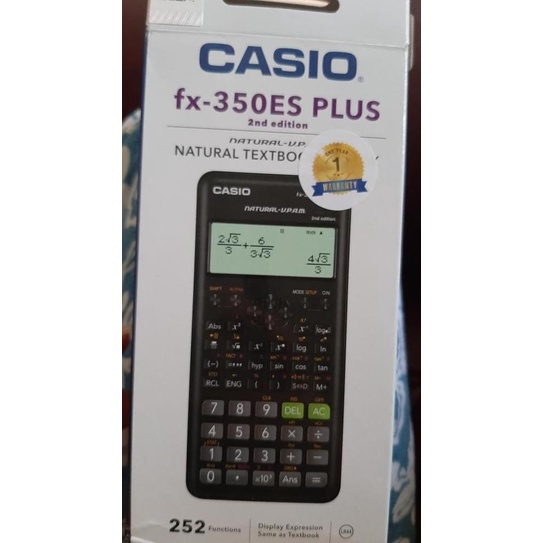 CASIO
fx-350ES PLUS
2nd edition
NATURAL-V.P.A.M.
NATURAL TEXTBOO
ONE YEAR
1
WARRANTY
CASIO
NATURAL-V.P.A.M.
2nd edition
2√3/3 + 6/3√3
4√3/3
SHIFT ALPHA MODE SETUP ON
Abs x³ x⁻¹ log
x² log ln
(−) hyp sin cos tan
RCL ENG ( ) S⇔D M+
7 8 9 DEL AC
4 5 6 × ÷
1 2 3 + −
0 Ans =
252 Functions
Display Expression
Same as Textbook